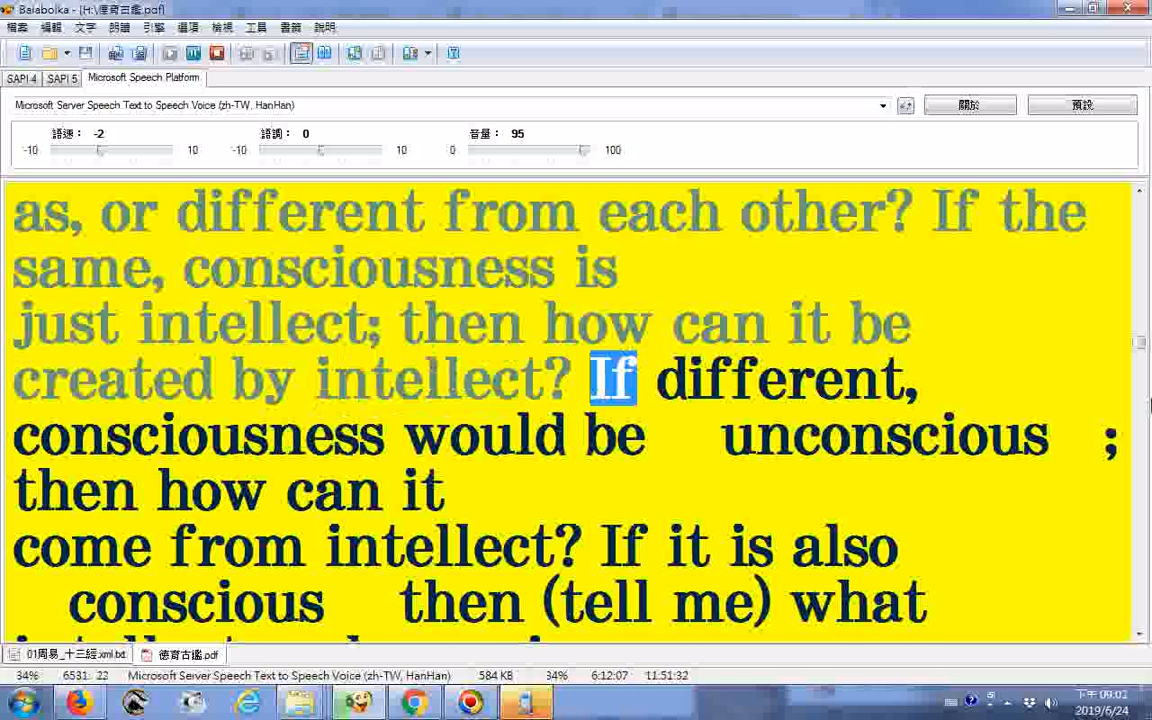 Balabolka - [H:\德育古鑑.pdf]
檔案 編輯 文字 朗讀 引擎 選項 檢視 工具 書籤 說明
SAPI 4 SAPI 5 Microsoft Speech Platform
Microsoft Server Speech Text to Speech Voice (zh-TW, HanHan) 關於 預設
語速： -2 語調： 0 音量： 95
-10 10 -10 10 0 100
as, or different from each other? If the
same, consciousness is
just intellect; then how can it be
created by intellect? If different,
consciousness would be unconscious ;
then how can it
come from intellect? If it is also
conscious then (tell me) what
01周易_十三經.xml.txt 德育古鑑.pdf
34% 6531: 22 Microsoft Server Speech Text to Speech Voice (zh-TW, HanHan) 584 KB 34% 6:12:07 11:51:32
下午 09:01
2019/6/24